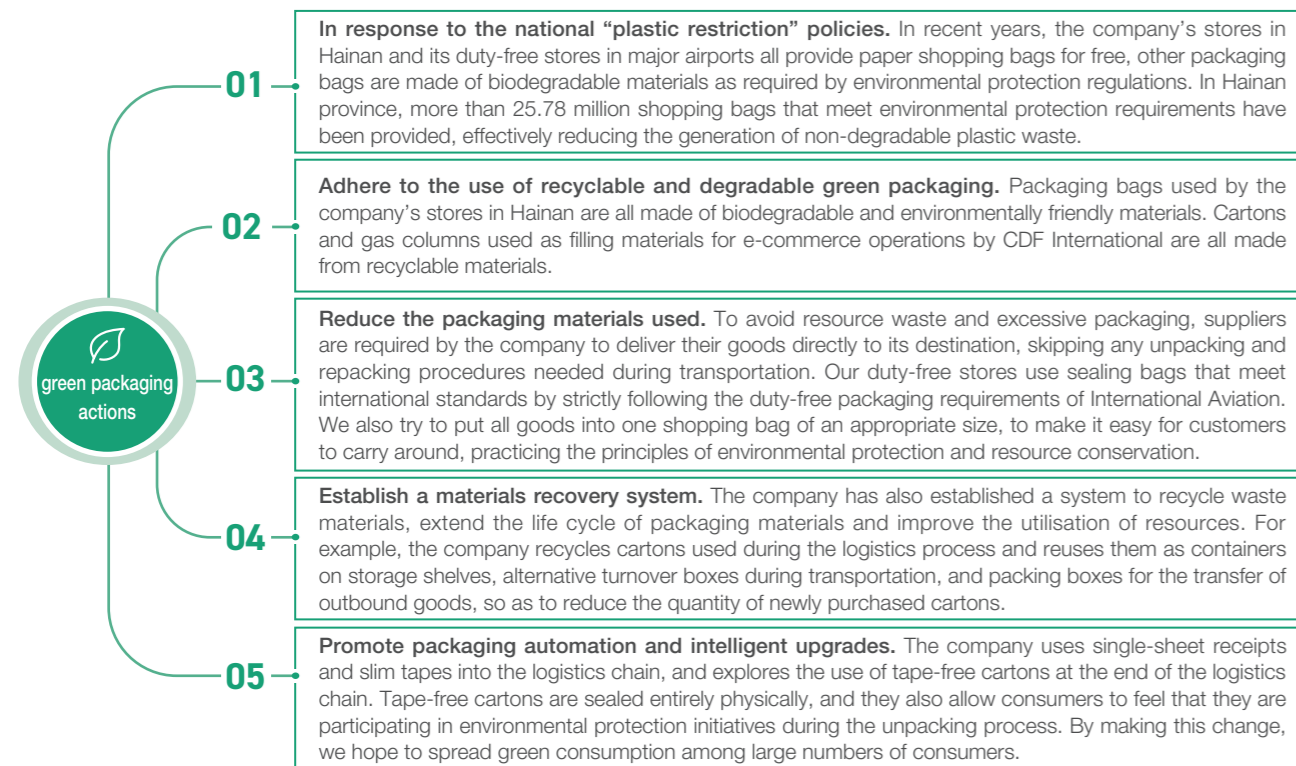 green packaging
actions
01
In response to the national “plastic restriction” policies. In recent years, the company’s stores in
Hainan and its duty-free stores in major airports all provide paper shopping bags for free, other packaging
bags are made of biodegradable materials as required by environmental protection regulations. In Hainan
province, more than 25.78 million shopping bags that meet environmental protection requirements have
been provided, effectively reducing the generation of non-degradable plastic waste.
02
Adhere to the use of recyclable and degradable green packaging. Packaging bags used by the
company’s stores in Hainan are all made of biodegradable and environmentally friendly materials. Cartons
and gas columns used as filling materials for e-commerce operations by CDF International are all made
from recyclable materials.
03
Reduce the packaging materials used. To avoid resource waste and excessive packaging, suppliers
are required by the company to deliver their goods directly to its destination, skipping any unpacking and
repacking procedures needed during transportation. Our duty-free stores use sealing bags that meet
international standards by strictly following the duty-free packaging requirements of International Aviation.
We also try to put all goods into one shopping bag of an appropriate size, to make it easy for customers
to carry around, practicing the principles of environmental protection and resource conservation.
04
Establish a materials recovery system. The company has also established a system to recycle waste
materials, extend the life cycle of packaging materials and improve the utilisation of resources. For
example, the company recycles cartons used during the logistics process and reuses them as containers
on storage shelves, alternative turnover boxes during transportation, and packing boxes for the transfer of
outbound goods, so as to reduce the quantity of newly purchased cartons.
05
Promote packaging automation and intelligent upgrades. The company uses single-sheet receipts
and slim tapes into the logistics chain, and explores the use of tape-free cartons at the end of the logistics
chain. Tape-free cartons are sealed entirely physically, and they also allow consumers to feel that they are
participating in environmental protection initiatives during the unpacking process. By making this change,
we hope to spread green consumption among large numbers of consumers.